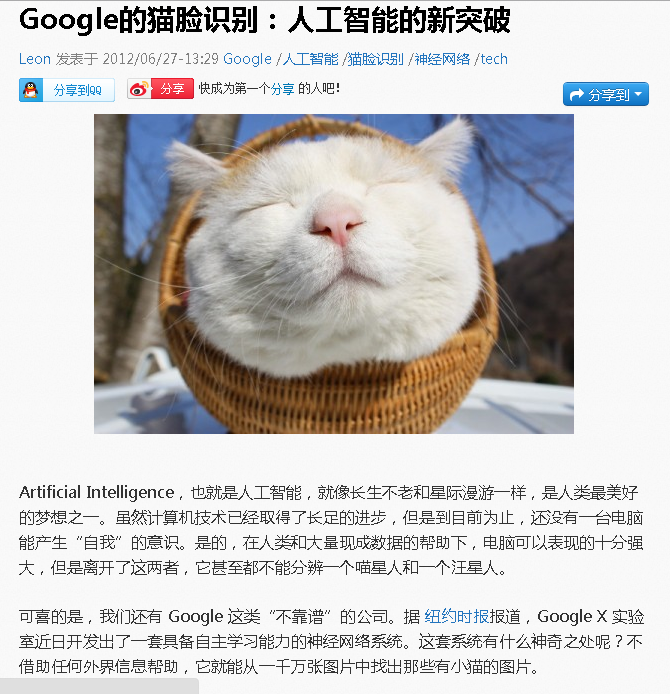 Google的猫脸识别：人工智能的新突破
Leon 发表于 2012/06/27-13:29 Google /人工智能 /猫脸识别 /神经网络 /tech
分享到QQ 分享 快成为第一个分享 的人吧! 分享到
Artificial Intelligence，也就是人工智能，就像长生不老和星际漫游一样，是人类最美好
的梦想之一。虽然计算机技术已经取得了长足的进步，但是到目前为止，还没有一台电脑
能产生“自我”的意识。是的，在人类和大量现成数据的帮助下，电脑可以表现的十分强
大，但是离开了这两者，它甚至都不能分辨一个喵星人和一个汪星人。
可喜的是，我们还有 Google 这类“不靠谱”的公司。据 纽约时报报道，Google X 实验
室近日开发出了一套具备自主学习能力的神经网络系统。这套系统有什么神奇之处呢？不
借助任何外界信息帮助，它就能从一千万张图片中找出那些有小猫的图片。